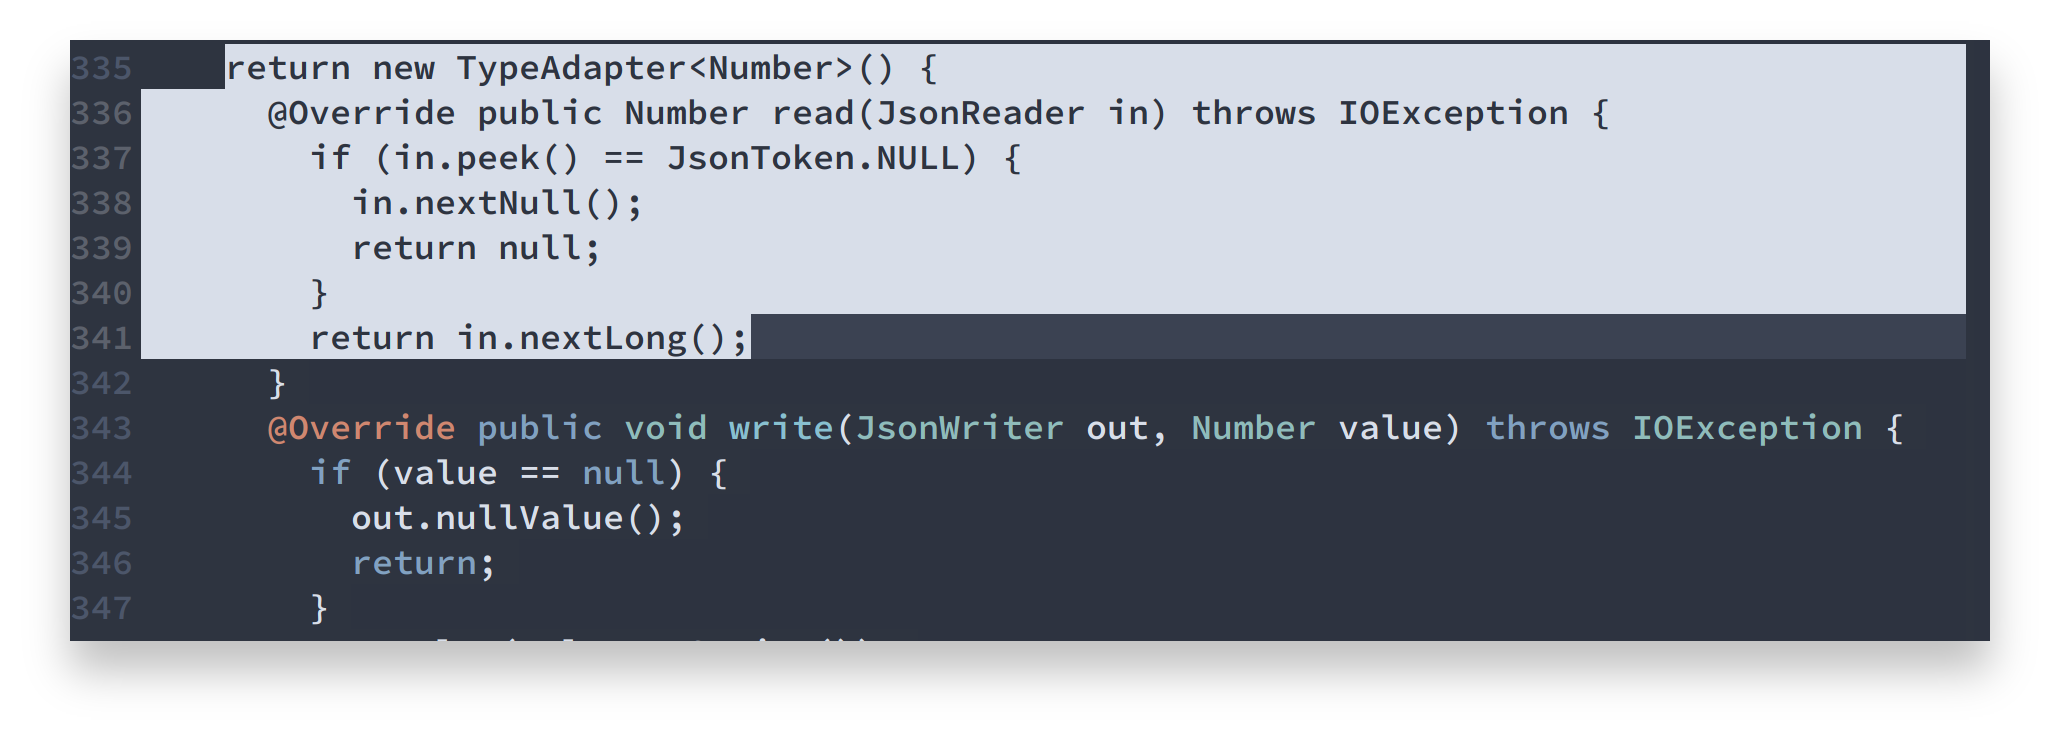 335 return new TypeAdapter<Number>() {
336 @Override public Number read(JsonReader in) throws IOException {
337 if (in.peek() == JsonToken.NULL) {
338 in.nextNull();
339 return null;
340 }
341 return in.nextLong();
342 }
343 @Override public void write(JsonWriter out, Number value) throws IOException {
344 if (value == null) {
345 out.nullValue();
346 return;
347 }